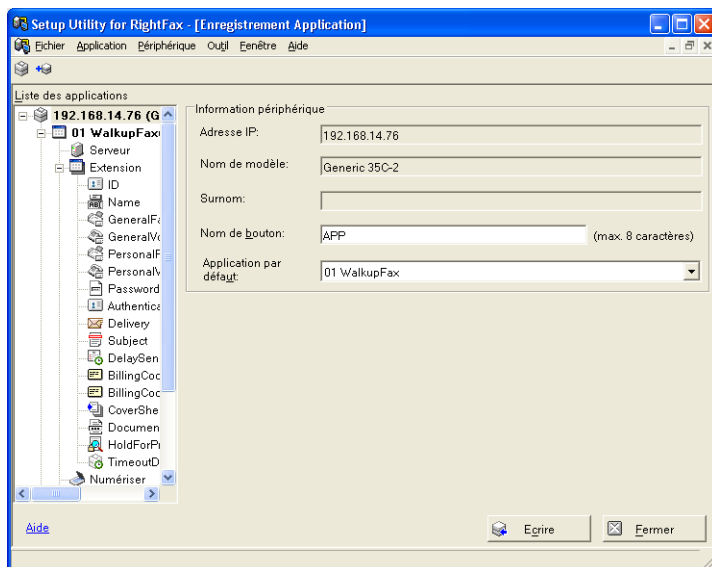 Setup Utility for RightFax - [Enregistrement Application]
Fichier Application Périphérique Outil Fenêtre Aide
Liste des applications
192.168.14.76 (G
01 WalkupFax
Serveur
Extension
ID
Name
GeneralFa
GeneralVo
PersonalF
PersonalV
Password
Authentica
Delivery
Subject
DelaySen
BillingCod
BillingCod
CoverShe
Documen
HoldForPr
TimeoutD
Numériser
Information périphérique
Adresse IP: 192.168.14.76
Nom de modèle: Generic 35C-2
Surnom:
Nom de bouton: APP (max. 8 caractères)
Application par défaut: 01 WalkupFax
Aide
Ecrire
Fermer